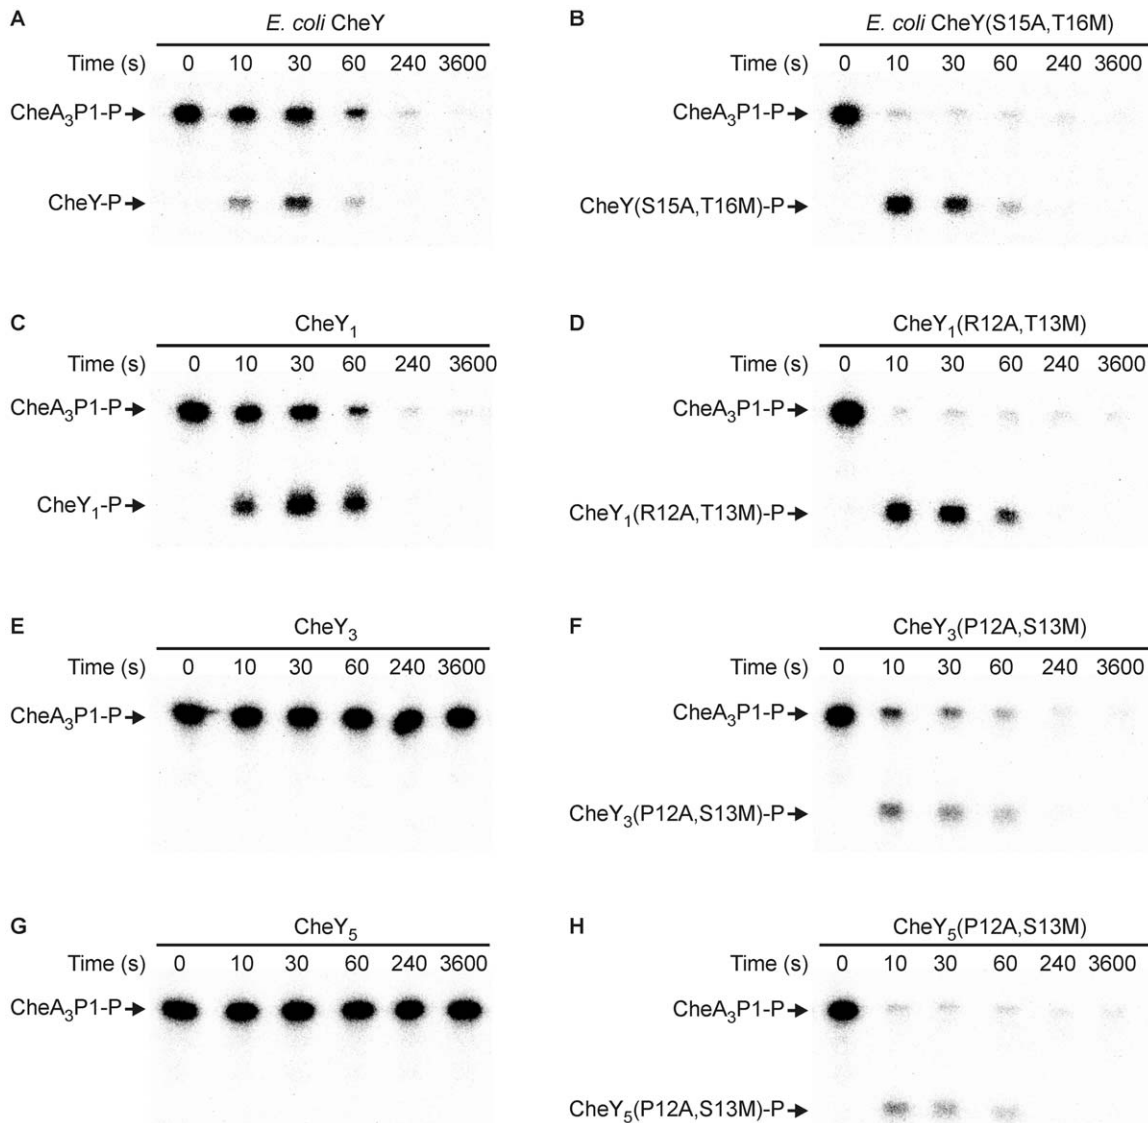 A
E. coli CheY
Time (s) 0 10 30 60 240 3600
CheA₃P1-P
CheY-P
B
E. coli CheY(S15A,T16M)
Time (s) 0 10 30 60 240 3600
CheA₃P1-P
CheY(S15A,T16M)-P
C
CheY₁
Time (s) 0 10 30 60 240 3600
CheA₃P1-P
CheY₁-P
D
CheY₁(R12A,T13M)
Time (s) 0 10 30 60 240 3600
CheA₃P1-P
CheY₁(R12A,T13M)-P
E
CheY₃
Time (s) 0 10 30 60 240 3600
CheA₃P1-P
F
CheY₃(P12A,S13M)
Time (s) 0 10 30 60 240 3600
CheA₃P1-P
CheY₃(P12A,S13M)-P
G
CheY₅
Time (s) 0 10 30 60 240 3600
CheA₃P1-P
H
CheY₅(P12A,S13M)
Time (s) 0 10 30 60 240 3600
CheA₃P1-P
CheY₅(P12A,S13M)-P